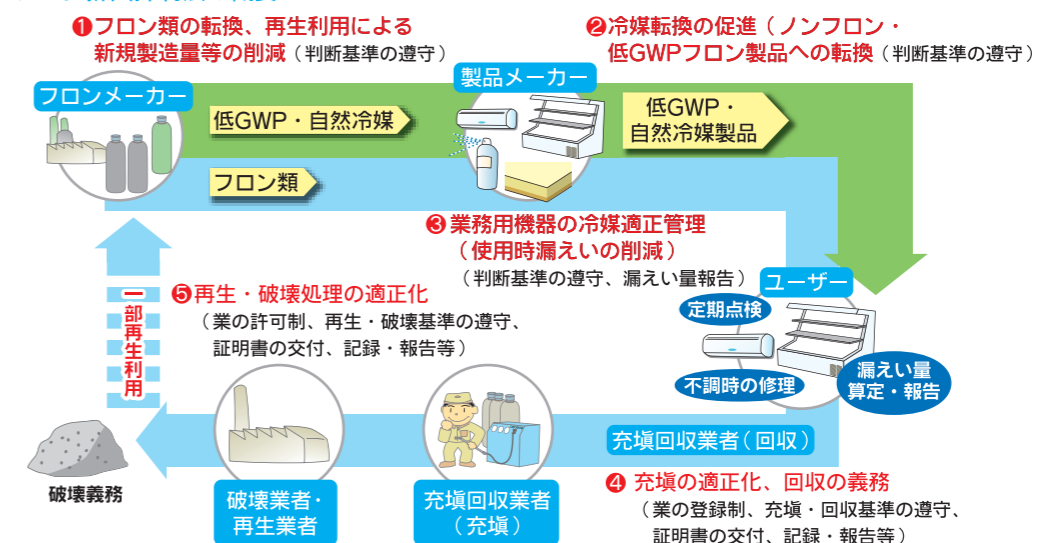 ❶フロン類の転換、再生利用による
新規製造量等の削減（判断基準の遵守）
❷冷媒転換の促進（ノンフロン・
低GWPフロン製品への転換（判断基準の遵守）
フロンメーカー
製品メーカー
低GWP・自然冷媒
低GWP・
自然冷媒製品
フロン類
❸業務用機器の冷媒適正管理
（使用時漏えいの削減）
（判断基準の遵守、漏えい量報告）
ユーザー
定期点検
不調時の修理
漏えい量
算定・報告
❺再生・破壊処理の適正化
（業の許可制、再生・破壊基準の遵守、
証明書の交付、記録・報告等）
一部再生利用
破壊義務
破壊業者・
再生業者
充塡回収業者
（充塡）
充塡回収業者（回収）
❹ 充塡の適正化、回収の義務
（業の登録制、充塡・回収基準の遵守、
証明書の交付、記録・報告等）